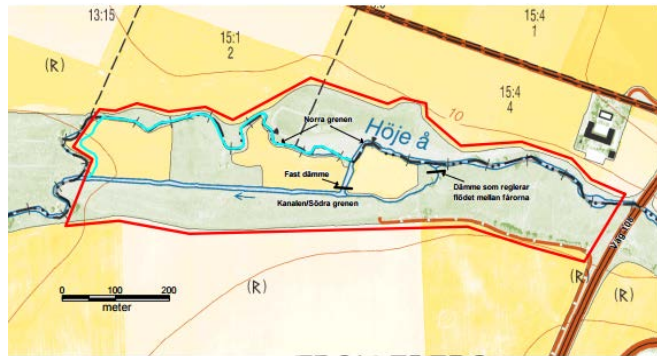 13:15
15:1
2
15:4
1
(R)
15:4
4
10
Norra grenen
Höje å
Fast dämme
Dämme som reglerar
flödet mellan fårorna
Kanalen/Södra grenen
Väg 108
(R)
(R)
(R)
0 100 200
meter